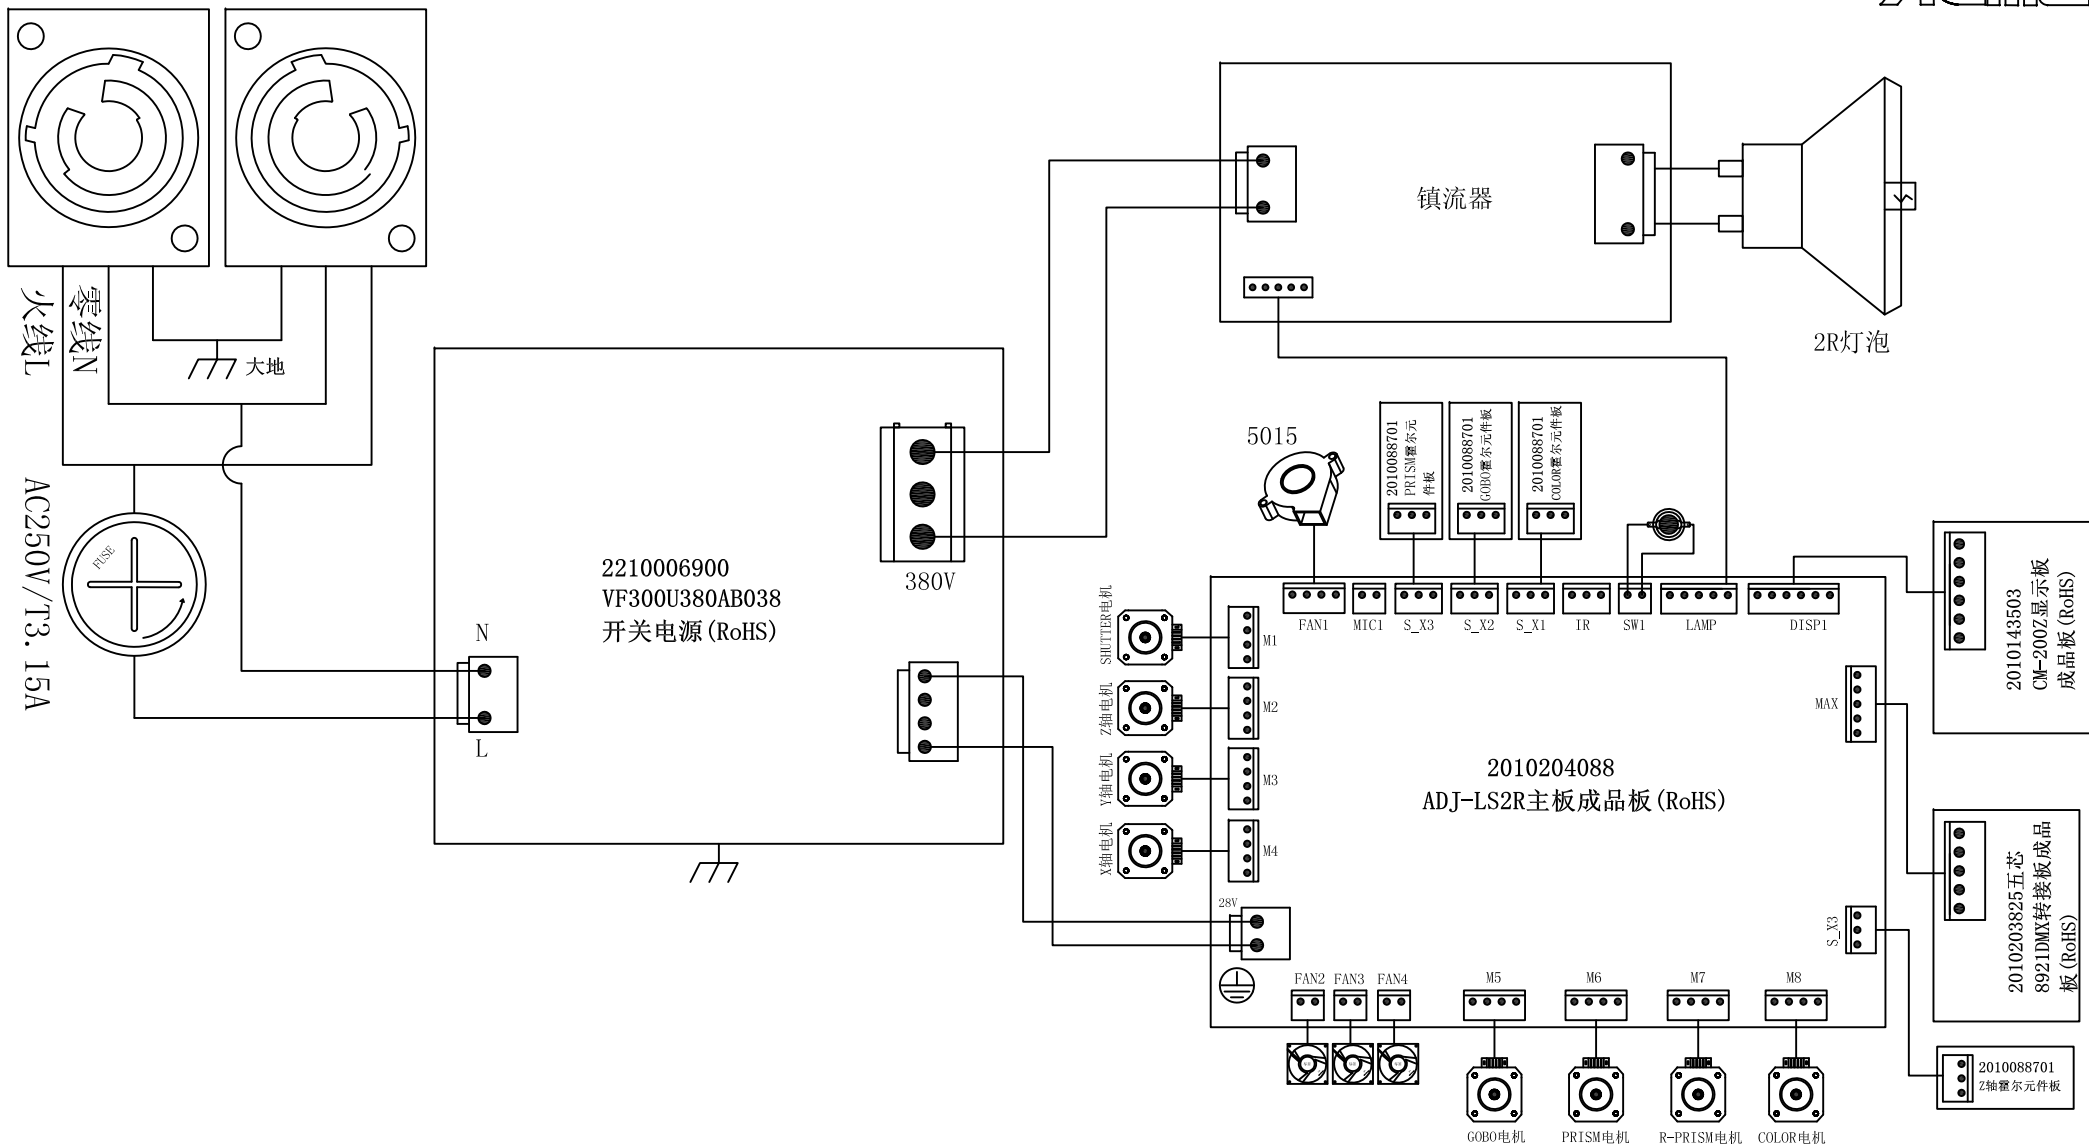 零线N
火线L
大地
AC250V/T3.15A
FUSE
N
L
2210006900
VF300U380AB038
开关电源(RoHS)
380V
镇流器
2R灯泡
5015
2010088701
PRISM霍尔元
件板
2010088701
GOBO霍尔元件板
2010088701
COLOR霍尔元件板
FAN1
MIC1
S_X3
S_X2
S_X1
IR
SW1
LAMP
DISP1
SHUTTER电机
M1
Z轴电机
M2
Y轴电机
M3
X轴电机
M4
28V
MAX
S_X3
2010204088
ADJ-LS2R主板成品板(RoHS)
2010143503
CM-200Z显示板
成品板(RoHS)
2010203825五芯
8921DMX转接板成品
板(RoHS)
2010088701
Z轴霍尔元件板
FAN2
FAN3
FAN4
M5
M6
M7
M8
GOBO电机
PRISM电机
R-PRISM电机
COLOR电机